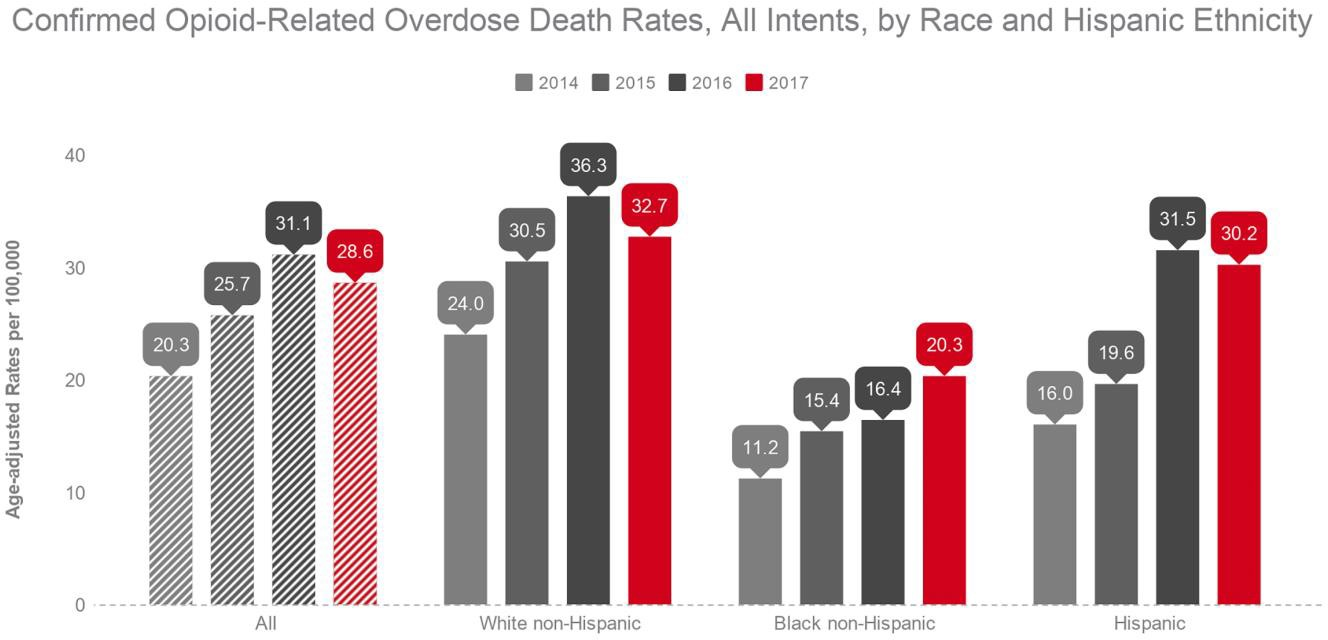 Confirmed Opioid-Related Overdose Death Rates, All Intents, by Race and Hispanic Ethnicity
2014 2015 2016 2017
Age-adjusted Rates per 100,000
40
30
20
10
0
20.3 25.7 31.1 28.6
24.0 30.5 36.3 32.7
11.2 15.4 16.4 20.3
16.0 19.6 31.5 30.2
All White non-Hispanic Black non-Hispanic Hispanic